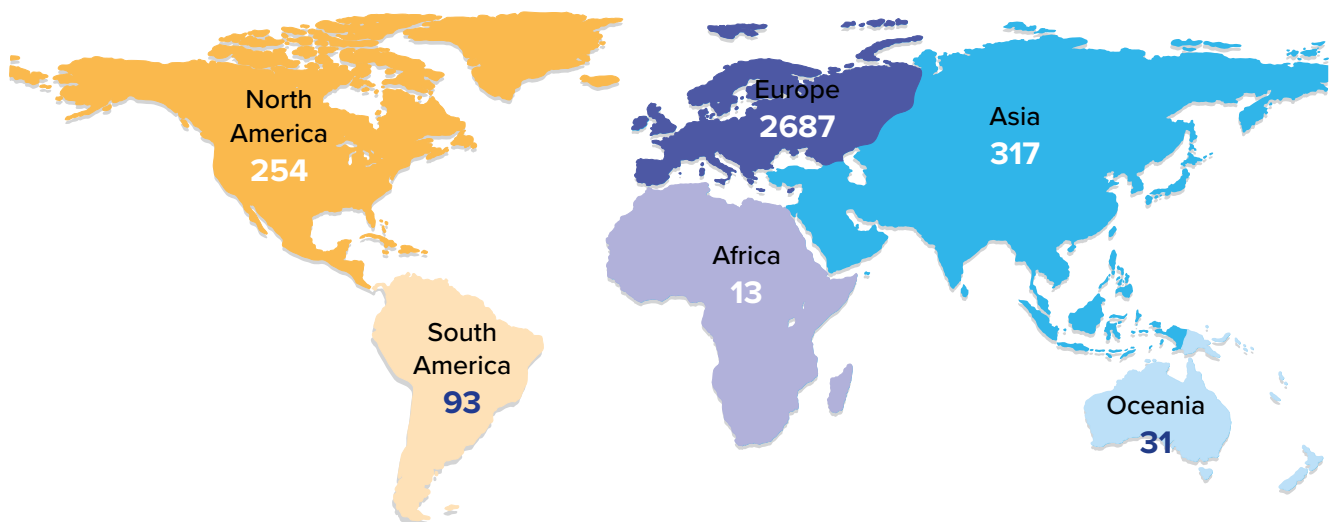 North
America
254
Europe
2687
Asia
317
Africa
13
South
America
93
Oceania
31